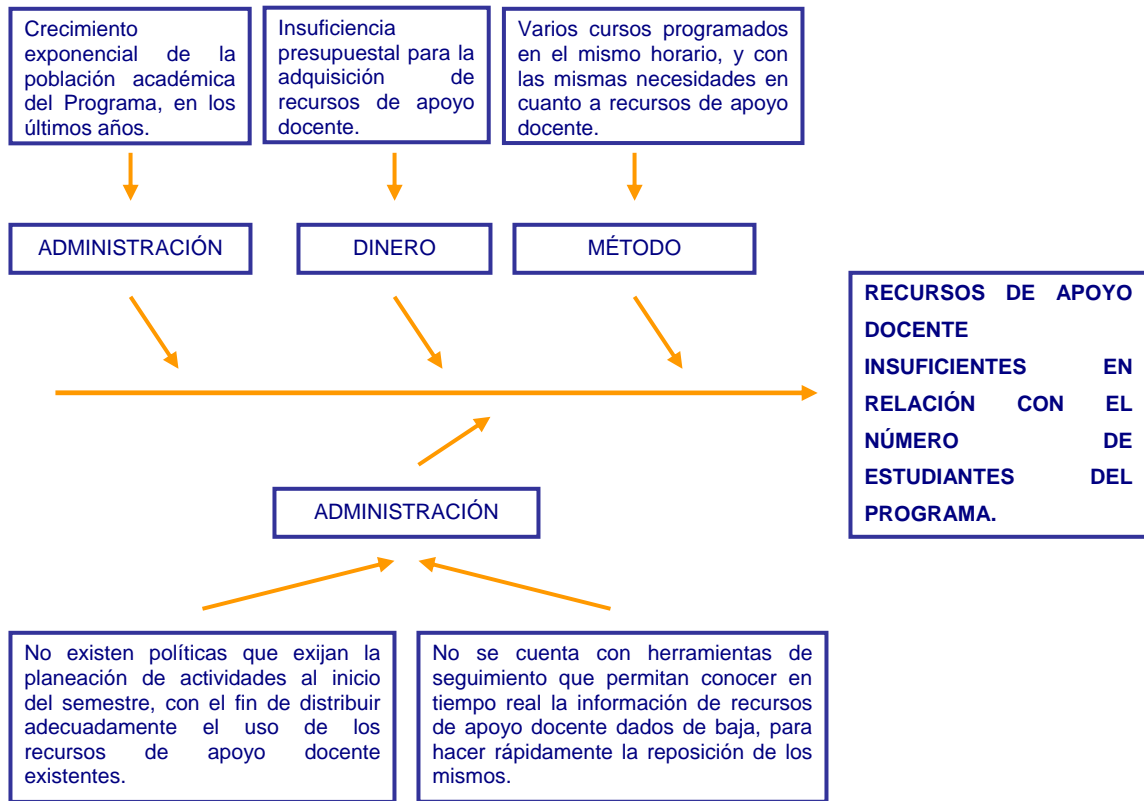 Crecimiento
exponencial de la
población académica
del Programa, en los
últimos años.
Insuficiencia
presupuestal para la
adquisición de
recursos de apoyo
docente.
Varios cursos programados
en el mismo horario, y con
las mismas necesidades en
cuanto a recursos de apoyo
docente.
ADMINISTRACIÓN
DINERO
MÉTODO
RECURSOS DE APOYO
DOCENTE
INSUFICIENTES EN
RELACIÓN CON EL
NÚMERO DE
ESTUDIANTES DEL
PROGRAMA.
ADMINISTRACIÓN
No existen políticas que exijan la
planeación de actividades al inicio
del semestre, con el fin de distribuir
adecuadamente el uso de los
recursos de apoyo docente
existentes.
No se cuenta con herramientas de
seguimiento que permitan conocer en
tiempo real la información de recursos
de apoyo docente dados de baja, para
hacer rápidamente la reposición de los
mismos.